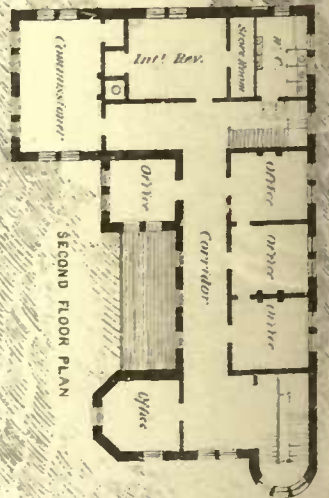 Commissioner
Int! Rev.
Store Room
W. C.
Office
Office
Office
Office
Corridor
Office
SECOND FLOOR PLAN